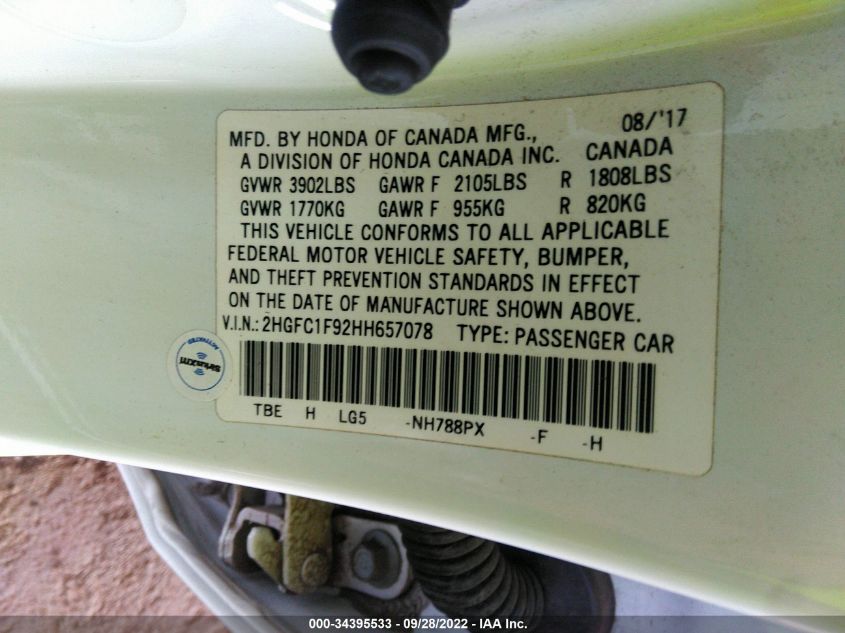 08/'17
MFD. BY HONDA OF CANADA MFG.,
A DIVISION OF HONDA CANADA INC. CANADA
GVWR 3902LBS GAWR F 2105LBS R 1808LBS
GVWR 1770KG GAWR F 955KG R 820KG
THIS VEHICLE CONFORMS TO ALL APPLICABLE
FEDERAL MOTOR VEHICLE SAFETY, BUMPER,
AND THEFT PREVENTION STANDARDS IN EFFECT
ON THE DATE OF MANUFACTURE SHOWN ABOVE.
V.I.N.: 2HGFC1F92HH657078 TYPE: PASSENGER CAR
ACTIVATED
siriusxm
TBE H LG5 -NH788PX -F -H
000-34395533 - 09/28/2022 - IAA Inc.